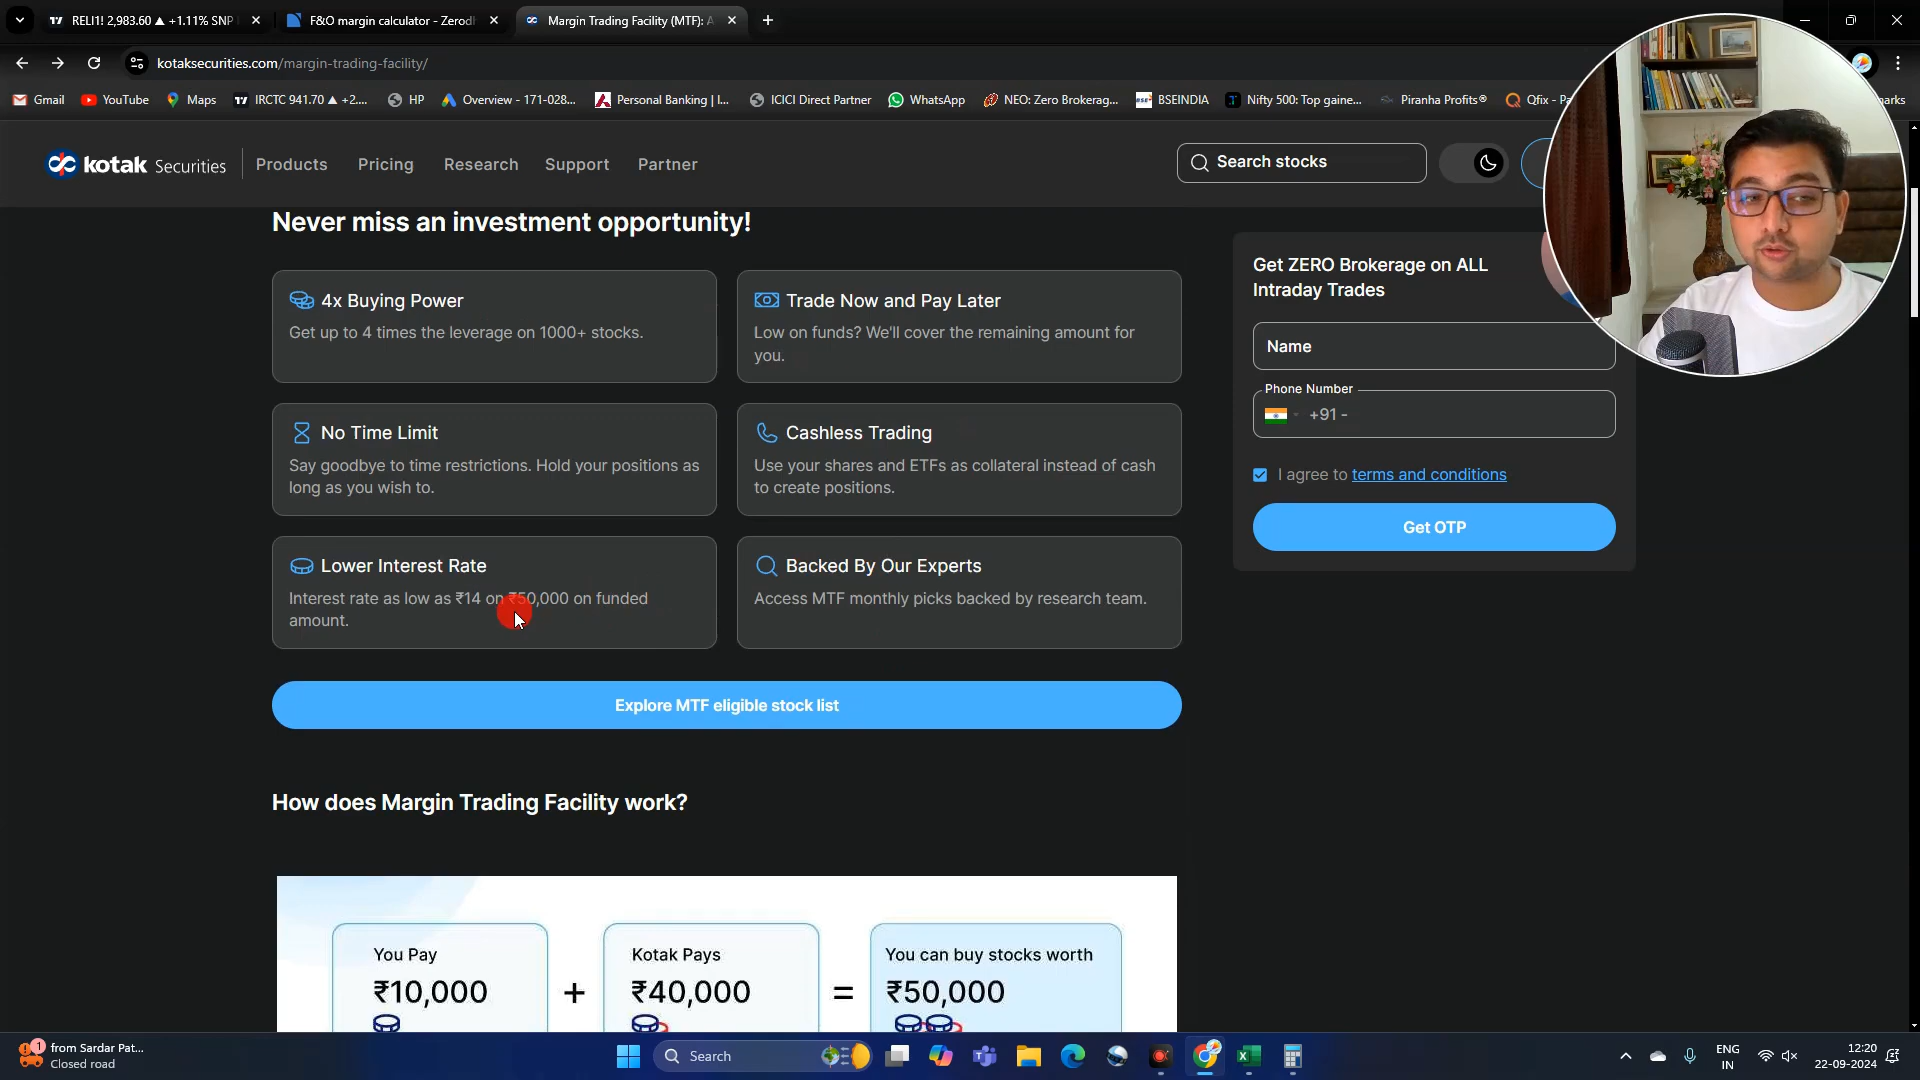 RELI1! 2,983.60 ▲ +1.11% SNP
F&O margin calculator - Zerodh
Margin Trading Facility (MTF): A
kotaksecurities.com/margin-trading-facility/
Gmail
YouTube
Maps
IRCTC 941.70 ▲ +2....
HP
Overview - 171-028...
Personal Banking | I...
ICICI Direct Partner
WhatsApp
NEO: Zero Brokerag...
BSEINDIA
Nifty 500: Top gaine...
Piranha Profits®
Qfix - Pa
arks
kotak Securities
Products
Pricing
Research
Support
Partner
Search stocks
Never miss an investment opportunity!
4x Buying Power
Get up to 4 times the leverage on 1000+ stocks.
Trade Now and Pay Later
Low on funds? We'll cover the remaining amount for
you.
No Time Limit
Say goodbye to time restrictions. Hold your positions as
long as you wish to.
Cashless Trading
Use your shares and ETFs as collateral instead of cash
to create positions.
Lower Interest Rate
Interest rate as low as ₹14 on ₹50,000 on funded
amount.
Backed By Our Experts
Access MTF monthly picks backed by research team.
Explore MTF eligible stock list
Get ZERO Brokerage on ALL
Intraday Trades
Name
Phone Number
+91 -
I agree to terms and conditions
Get OTP
How does Margin Trading Facility work?
You Pay
₹10,000
+
Kotak Pays
₹40,000
=
You can buy stocks worth
₹50,000
1
from Sardar Pat...
Closed road
Search
ENG
IN
12:20
22-09-2024